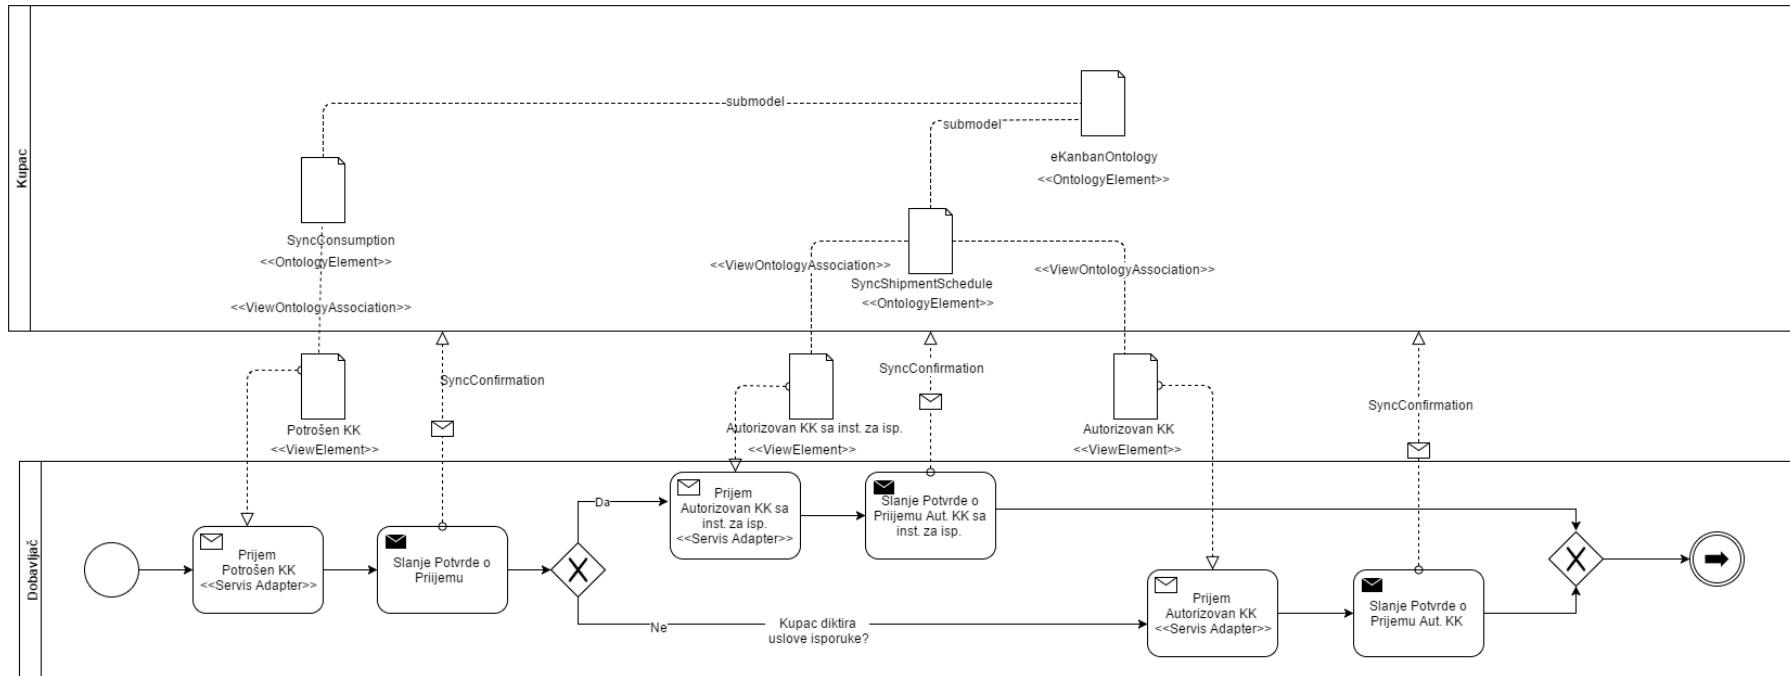 Kupac
submodel
submodel
eKanbanOntology
<<OntologyElement>>
SyncConsumption
<<OntologyElement>>
<<ViewOntologyAssociation>>
<<ViewOntologyAssociation>>
<<ViewOntologyAssociation>>
SyncShipmentSchedule
<<OntologyElement>>
SyncConfirmation
SyncConfirmation
SyncConfirmation
Potrošen KK
<<ViewElement>>
Autorizovan KK sa inst. za isp.
<<ViewElement>>
Autorizovan KK
<<ViewElement>>
Dobavljač
Prijem
Potrošen KK
<<Servis Adapter>>
Slanje Potvrde o
Priijemu
Da
Prijem
Autorizovan KK sa
inst. za isp.
<<Servis Adapter>>
Slanje Potvrde o
Priijemu Aut. KK sa
inst. za isp.
Ne
Kupac diktira
uslove isporuke?
Prijem
Autorizovan KK
<<Servis Adapter>>
Slanje Potvrde o
Prijemu Aut. KK